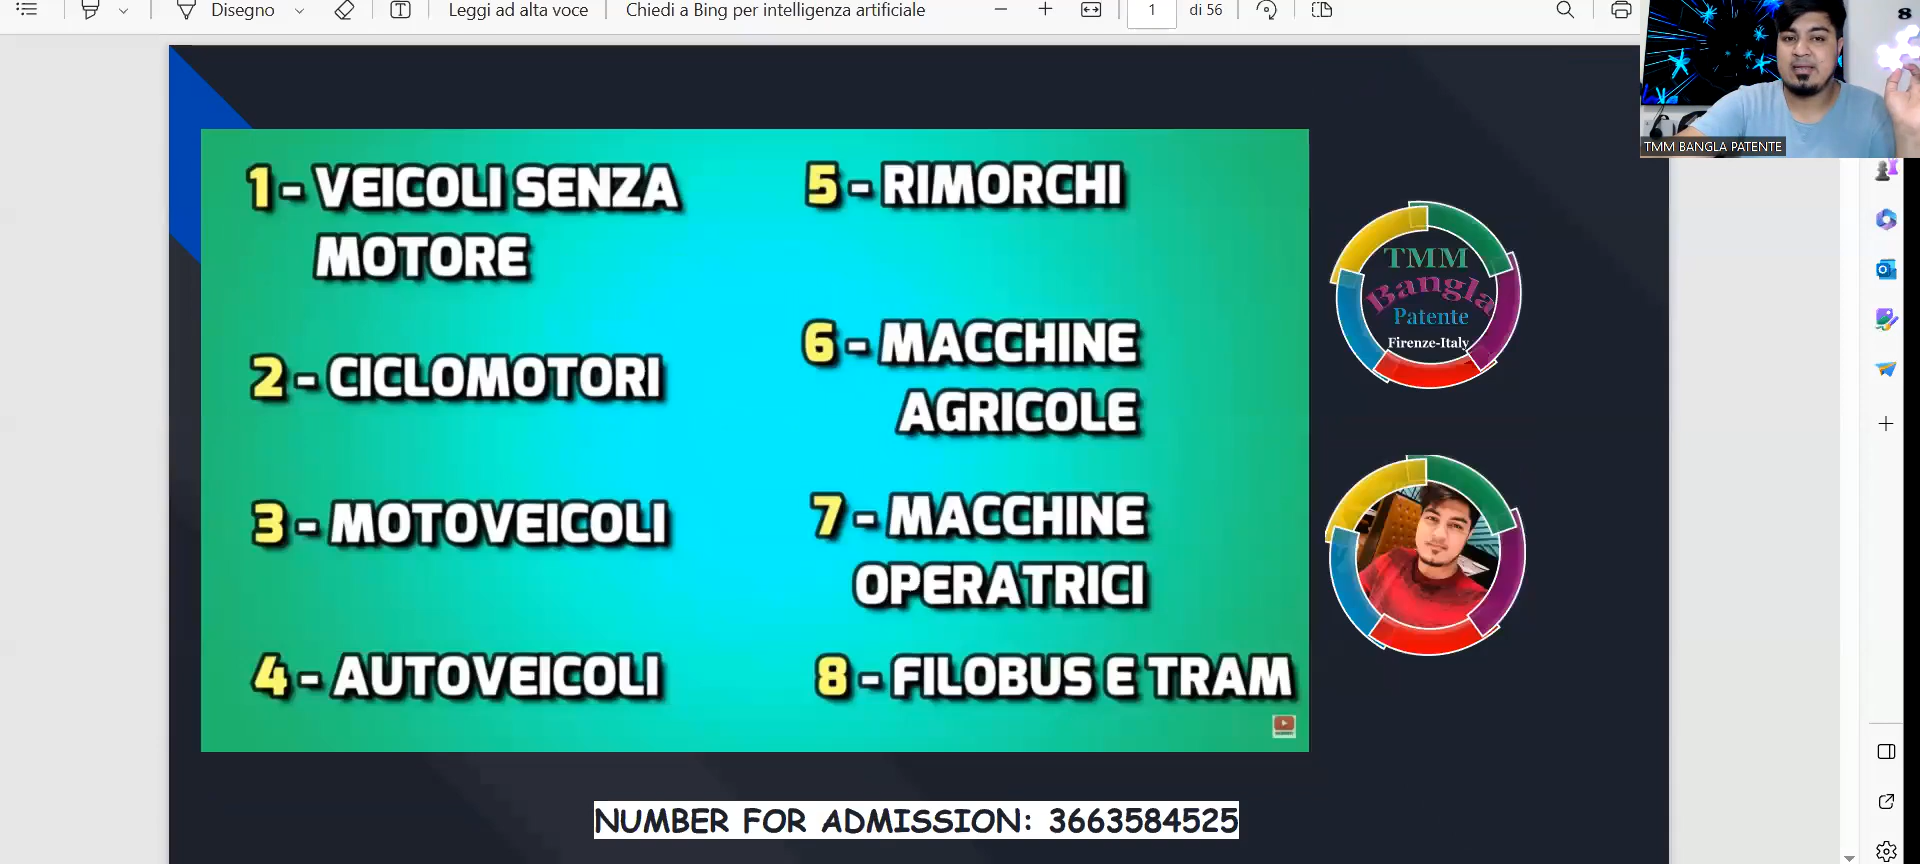 Disegno
Leggi ad alta voce
Chiedi a Bing per intelligenza artificiale
1 di 56
8
TMM BANGLA PATENTE
1 - VEICOLI SENZA
MOTORE
2 - CICLOMOTORI
3 - MOTOVEICOLI
4 - AUTOVEICOLI
5 - RIMORCHI
6 - MACCHINE
AGRICOLE
7 - MACCHINE
OPERATRICI
8 - FILOBUS E TRAM
TMM
Bangla
Patente
Firenze-Italy
NUMBER FOR ADMISSION: 3663584525